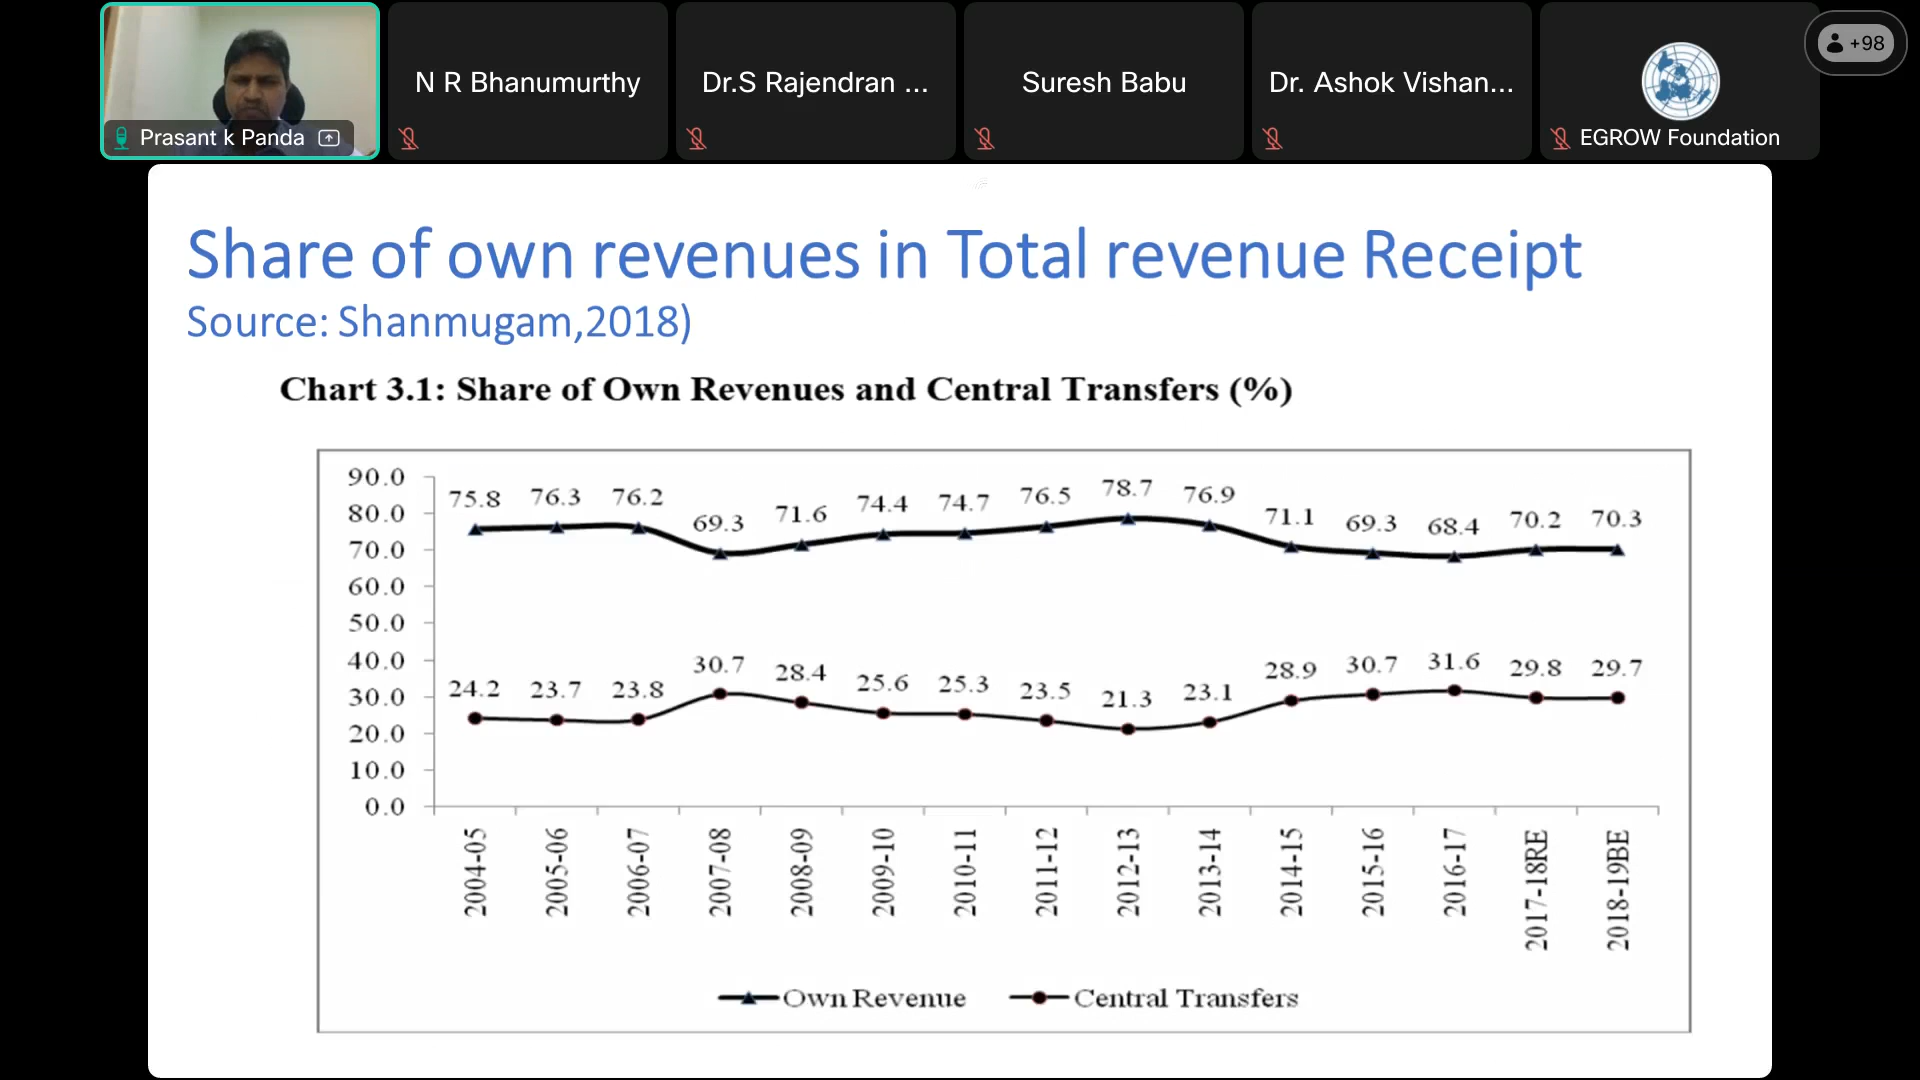 Prasant k Panda
N R Bhanumurthy
Dr.S Rajendran ...
Suresh Babu
Dr. Ashok Vishan...
EGROW Foundation
+98
Share of own revenues in Total revenue Receipt
Source: Shanmugam,2018)
Chart 3.1: Share of Own Revenues and Central Transfers (%)
90.0
80.0
70.0
60.0
50.0
40.0
30.0
20.0
10.0
0.0
75.8 76.3 76.2 69.3 71.6 74.4 74.7 76.5 78.7 76.9 71.1 69.3 68.4 70.2 70.3
24.2 23.7 23.8 30.7 28.4 25.6 25.3 23.5 21.3 23.1 28.9 30.7 31.6 29.8 29.7
2004-05
2005-06
2006-07
2007-08
2008-09
2009-10
2010-11
2011-12
2012-13
2013-14
2014-15
2015-16
2016-17
2017-18RE
2018-19BE
Own Revenue
Central Transfers